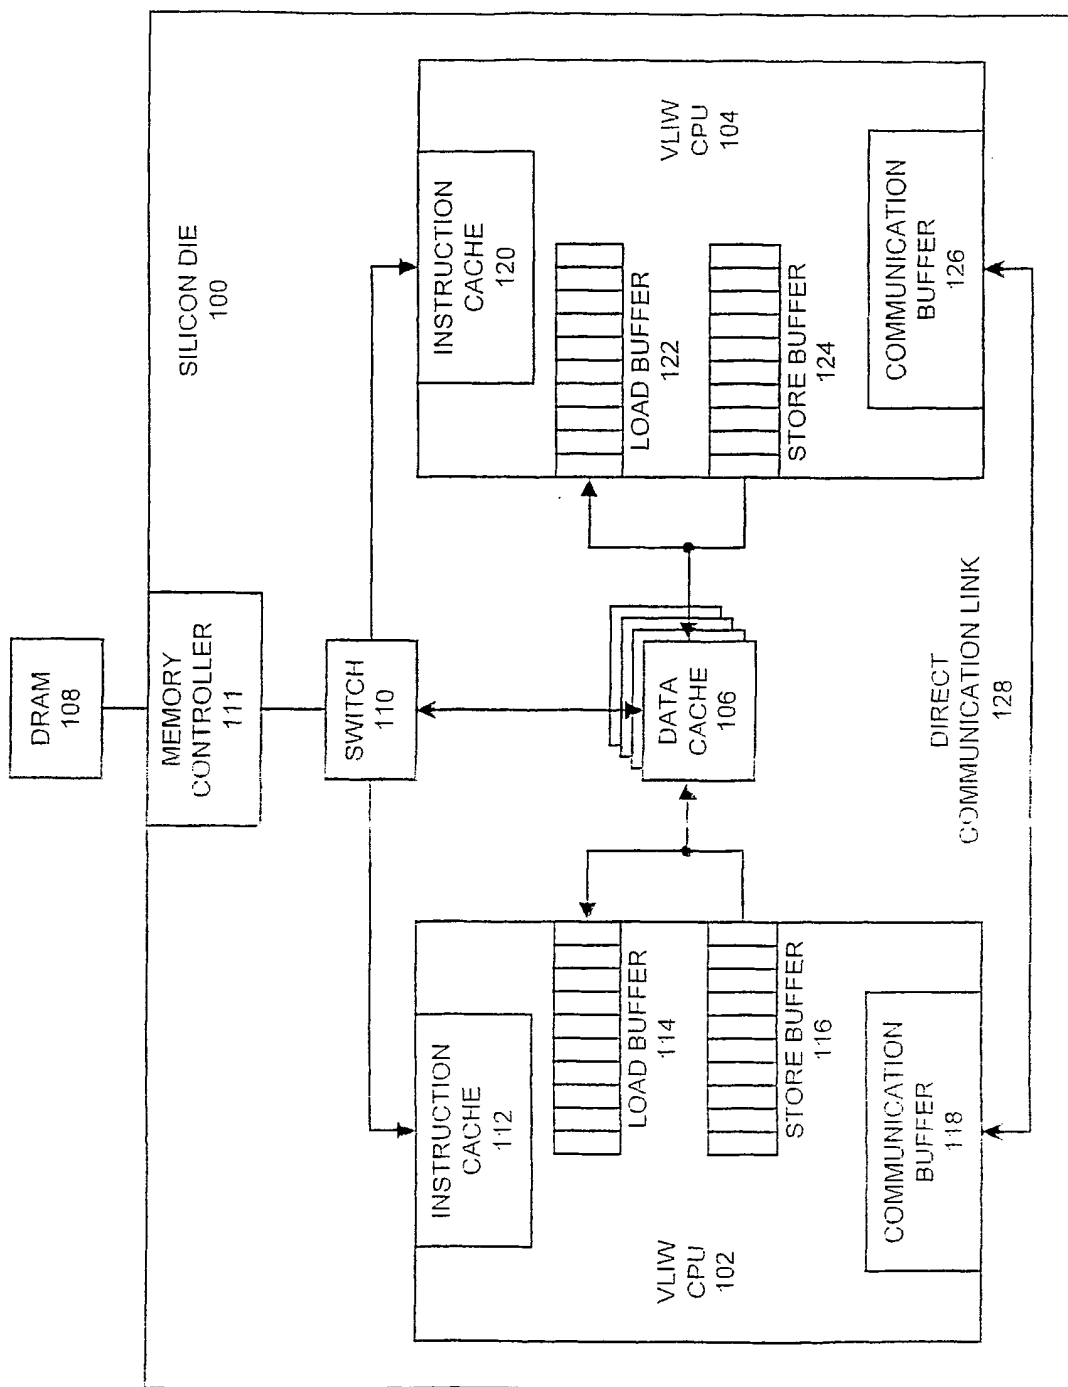 DRAM
108
MEMORY
CONTROLLER
111
SILICON DIE
100
SWITCH
110
INSTRUCTION
CACHE
112
LOAD BUFFER
114
STORE BUFFER
116
VLIW
CPU
102
COMMUNICATION
BUFFER
118
DATA
CACHE
106
INSTRUCTION
CACHE
120
LOAD BUFFER
122
STORE BUFFER
124
VLIW
CPU
104
COMMUNICATION
BUFFER
126
DIRECT
COMMUNICATION LINK
128